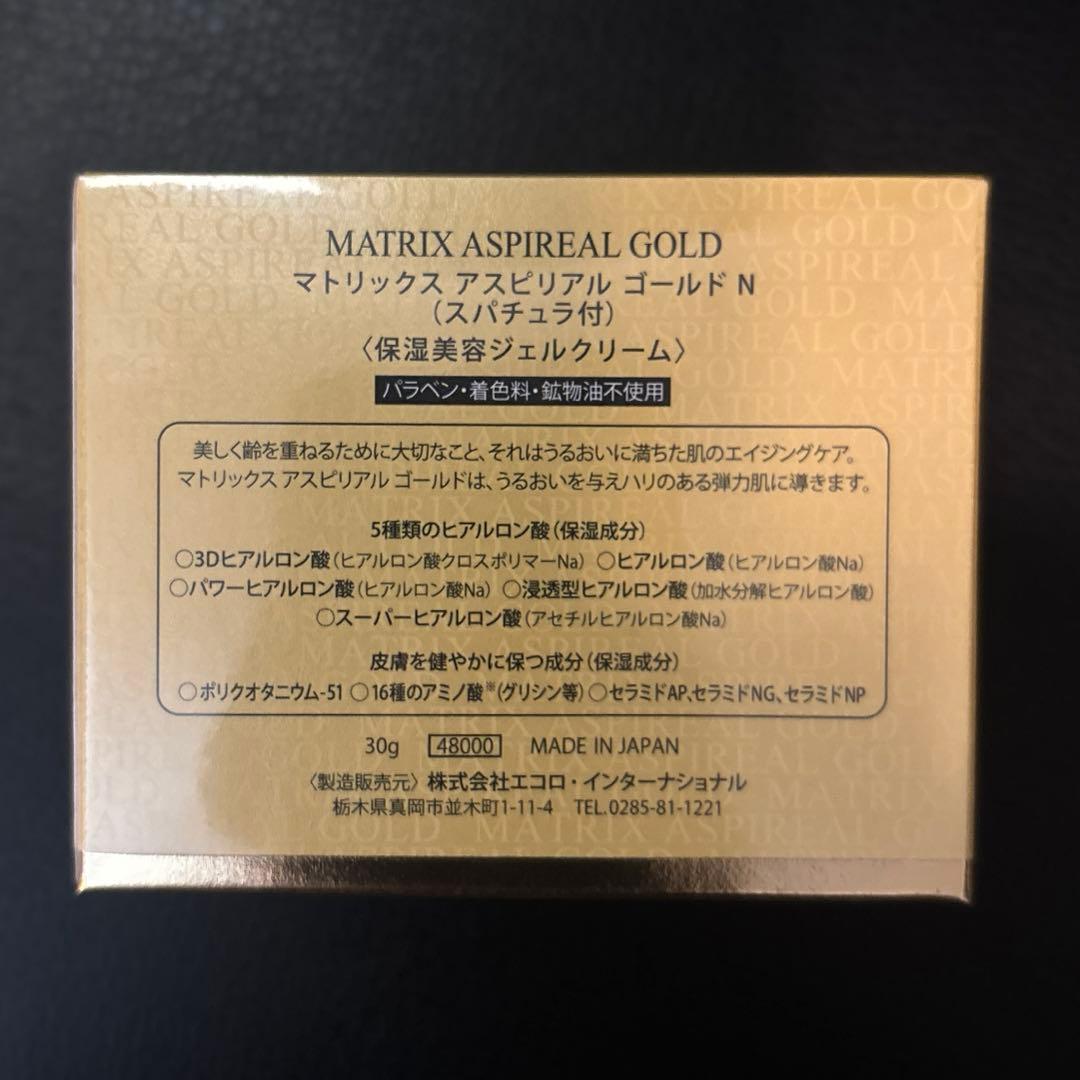 MATRIX ASPIREAL GOLD
マトリックス アスピリアル ゴールド N
（スパチュラ付）
〈保湿美容ジェルクリーム〉
パラベン・着色料・鉱物油不使用
美しく齢を重ねるために大切なこと、それはうるおいに満ちた肌のエイジングケア。
マトリックス アスピリアル ゴールドは、うるおいを与えハリのある弾力肌に導きます。
5種類のヒアルロン酸（保湿成分）
○3Dヒアルロン酸（ヒアルロン酸クロスポリマーNa） ○ヒアルロン酸（ヒアルロン酸Na）
○パワーヒアルロン酸（ヒアルロン酸Na） ○浸透型ヒアルロン酸（加水分解ヒアルロン酸）
○スーパーヒアルロン酸（アセチルヒアルロン酸Na）
皮膚を健やかに保つ成分（保湿成分）
○ポリクオタニウム-51 ○16種のアミノ酸※（グリシン等）○セラミドAP、セラミドNG、セラミドNP
30g 48000 MADE IN JAPAN
〈製造販売元〉株式会社エコロ・インターナショナル
栃木県真岡市並木町1-11-4 TEL.0285-81-1221